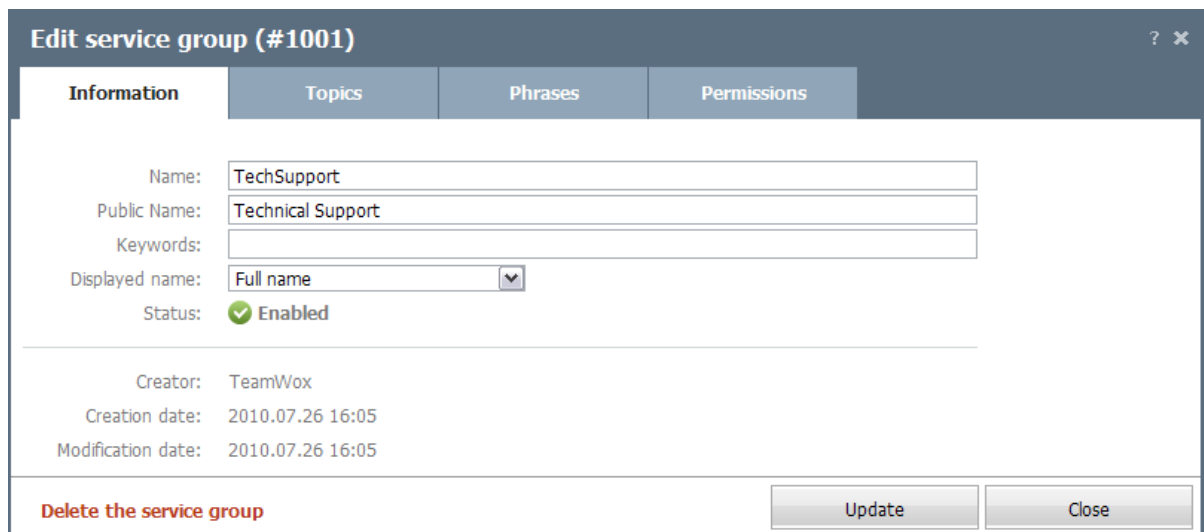 Edit service group (#1001) ? ×
Information Topics Phrases Permissions
Name: TechSupport
Public Name: Technical Support
Keywords:
Displayed name: Full name
Status: Enabled
Creator: TeamWox
Creation date: 2010.07.26 16:05
Modification date: 2010.07.26 16:05
Delete the service group Update Close